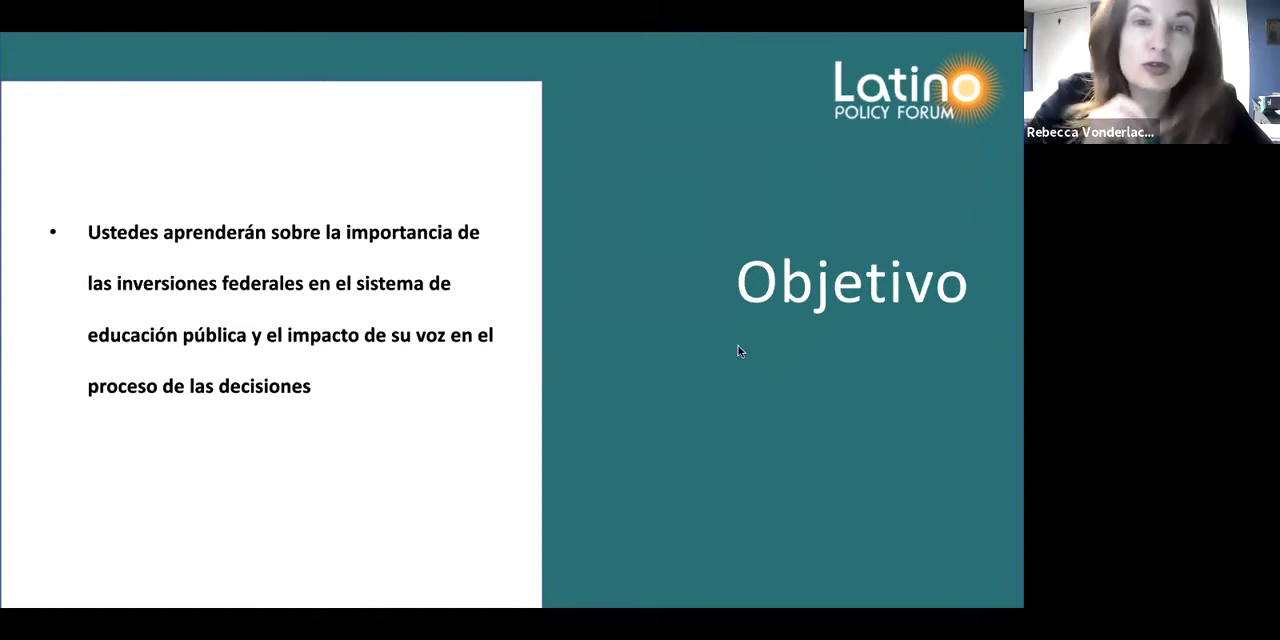 Latino
POLICY FORUM
Rebecca Vonderlac...
• Ustedes aprenderán sobre la importancia de
las inversiones federales en el sistema de
educación pública y el impacto de su voz en el
proceso de las decisiones
Objetivo